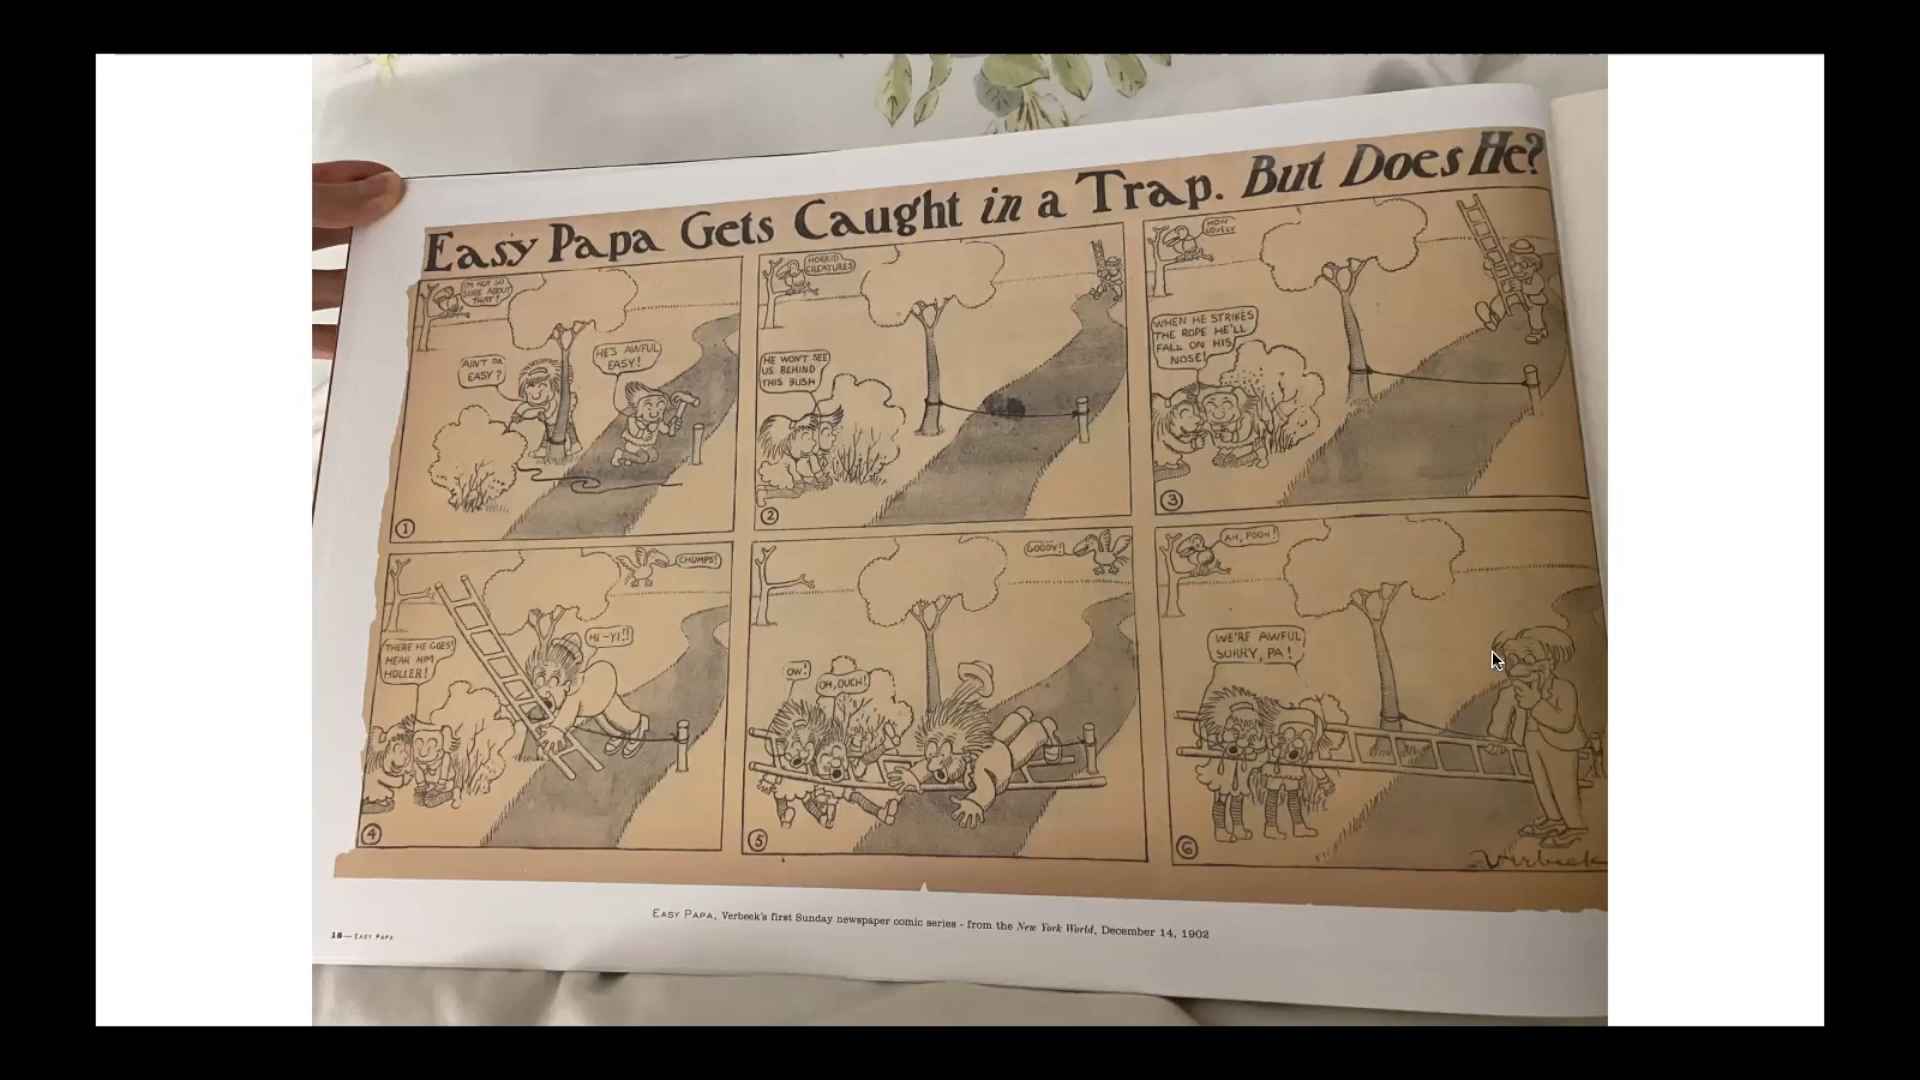 Easy Papa Gets Caught in a Trap. But Does He?
I'M NOT SO
SURE ABOUT
THAT!
AIN'T PA
EASY?
HE'S AWFUL
EASY!
1
HORRID
CREATURES
HE WON'T SEE
US BEHIND
THIS BUSH
2
HOW
LOVELY
WHEN HE STRIKES
THE ROPE HE'LL
FALL ON HIS
NOSE!
3
CHUMPS!
HI-YI!!
THERE HE GOES!
HEAR HIM
HOLLER!
4
GOODY!
OW!
OH, OUCH!
5
AH, POOH!
WE'RE AWFUL
SORRY, PA!
6
Verbeek
EASY PAPA, Verbeek's first Sunday newspaper comic series - from the New York World, December 14, 1902
18—EASY PAPA